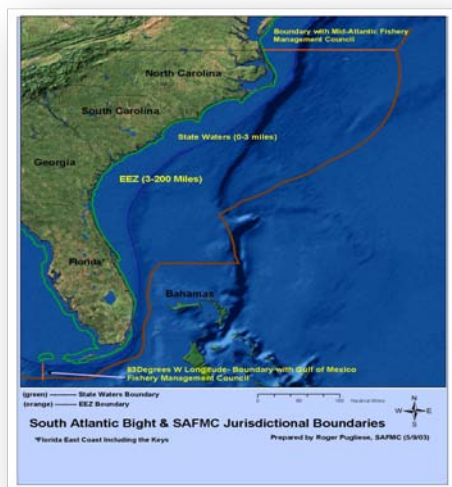 Boundary with Mid-Atlantic Fishery
Management Council
North Carolina
South Carolina
State Waters (0-3 miles)
Georgia
EEZ (3-200 Miles)
Florida*
Bahamas
83Degrees W Longitude- Boundary with Gulf of Mexico
Fishery Management Council
(green) State Waters Boundary
(orange) EEZ Boundary
Nautical Miles
N
W E
S
South Atlantic Bight & SAFMC Jurisdictional Boundaries
*Florida East Coast Including the Keys
Prepared by Roger Pugliese, SAFMC (5/9/03)